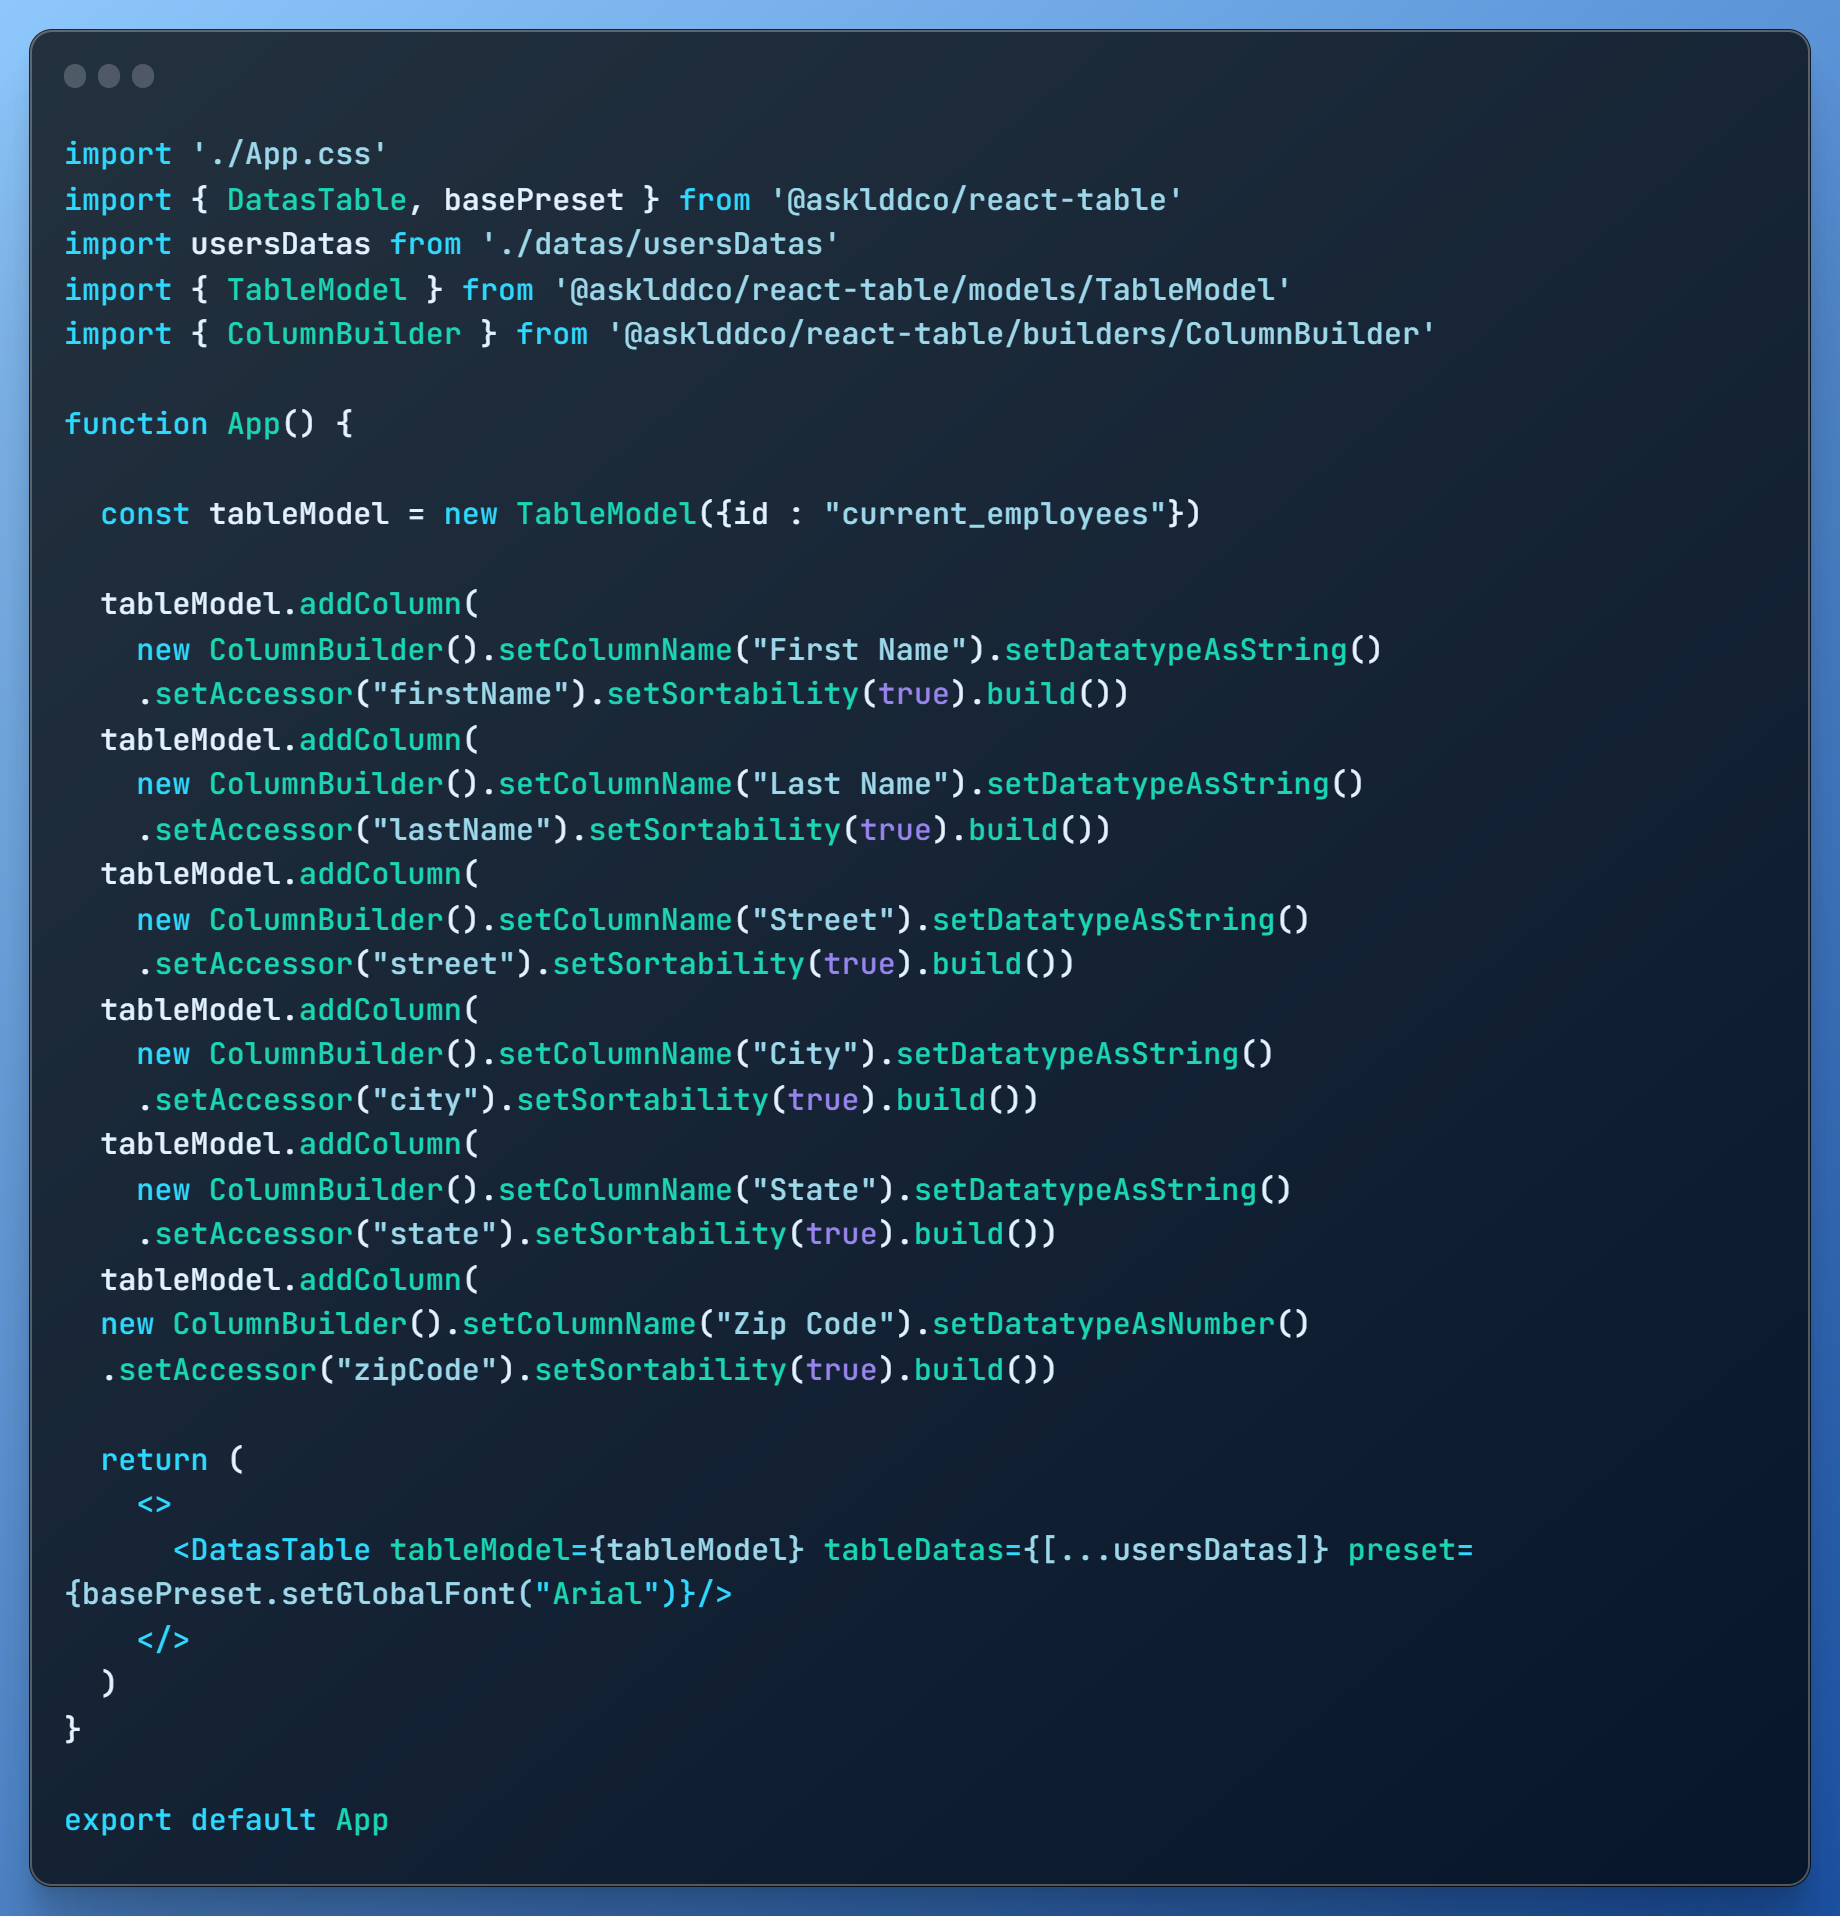 import './App.css'
import { DatasTable, basePreset } from '@asklddco/react-table'
import usersDatas from './datas/usersDatas'
import { TableModel } from '@asklddco/react-table/models/TableModel'
import { ColumnBuilder } from '@asklddco/react-table/builders/ColumnBuilder'

function App() {

  const tableModel = new TableModel({id : "current_employees"})

  tableModel.addColumn(
    new ColumnBuilder().setColumnName("First Name").setDatatypeAsString()
    .setAccessor("firstName").setSortability(true).build())
  tableModel.addColumn(
    new ColumnBuilder().setColumnName("Last Name").setDatatypeAsString()
    .setAccessor("lastName").setSortability(true).build())
  tableModel.addColumn(
    new ColumnBuilder().setColumnName("Street").setDatatypeAsString()
    .setAccessor("street").setSortability(true).build())
  tableModel.addColumn(
    new ColumnBuilder().setColumnName("City").setDatatypeAsString()
    .setAccessor("city").setSortability(true).build())
  tableModel.addColumn(
    new ColumnBuilder().setColumnName("State").setDatatypeAsString()
    .setAccessor("state").setSortability(true).build())
  tableModel.addColumn(
  new ColumnBuilder().setColumnName("Zip Code").setDatatypeAsNumber()
  .setAccessor("zipCode").setSortability(true).build())

  return (
    <>
      <DatasTable tableModel={tableModel} tableDatas={[...usersDatas]} preset=
{basePreset.setGlobalFont("Arial")}/>
    </>
  )
}

export default App